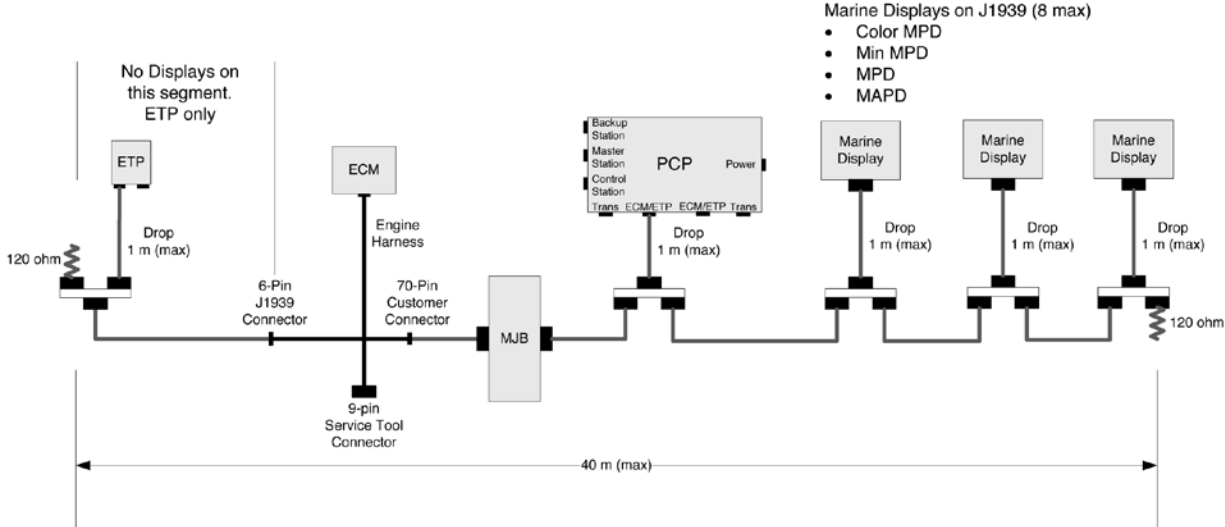 Marine Displays on J1939 (8 max)
• Color MPD
• Min MPD
• MPD
• MAPD
No Displays on
this segment.
ETP only
ETP
ECM
Backup
Station
Master
Station
Control
Station
PCP
Power
Trans
ECM/ETP
ECM/ETP
Trans
Marine
Display
Marine
Display
Marine
Display
Drop
1 m (max)
Engine
Harness
Drop
1 m (max)
Drop
1 m (max)
Drop
1 m (max)
Drop
1 m (max)
120 ohm
6-Pin
J1939
Connector
70-Pin
Customer
Connector
MJB
120 ohm
9-pin
Service Tool
Connector
40 m (max)